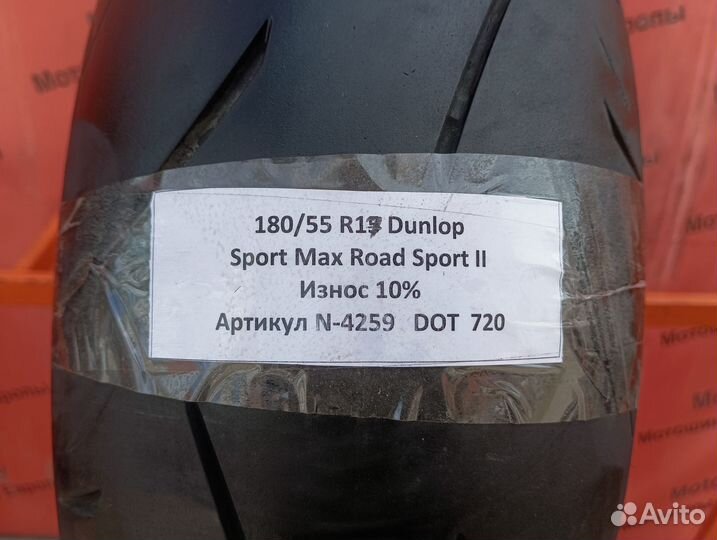 180/55 R17 Dunlop
Sport Max Road Sport II
Износ 10%
Артикул N-4259 DOT 720
Avito